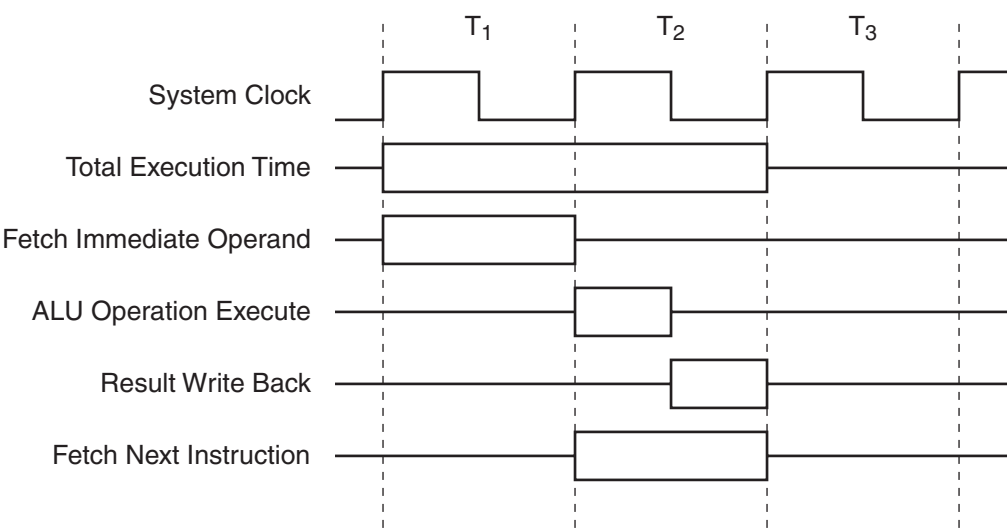 T1 T2 T3
System Clock
Total Execution Time
Fetch Immediate Operand
ALU Operation Execute
Result Write Back
Fetch Next Instruction